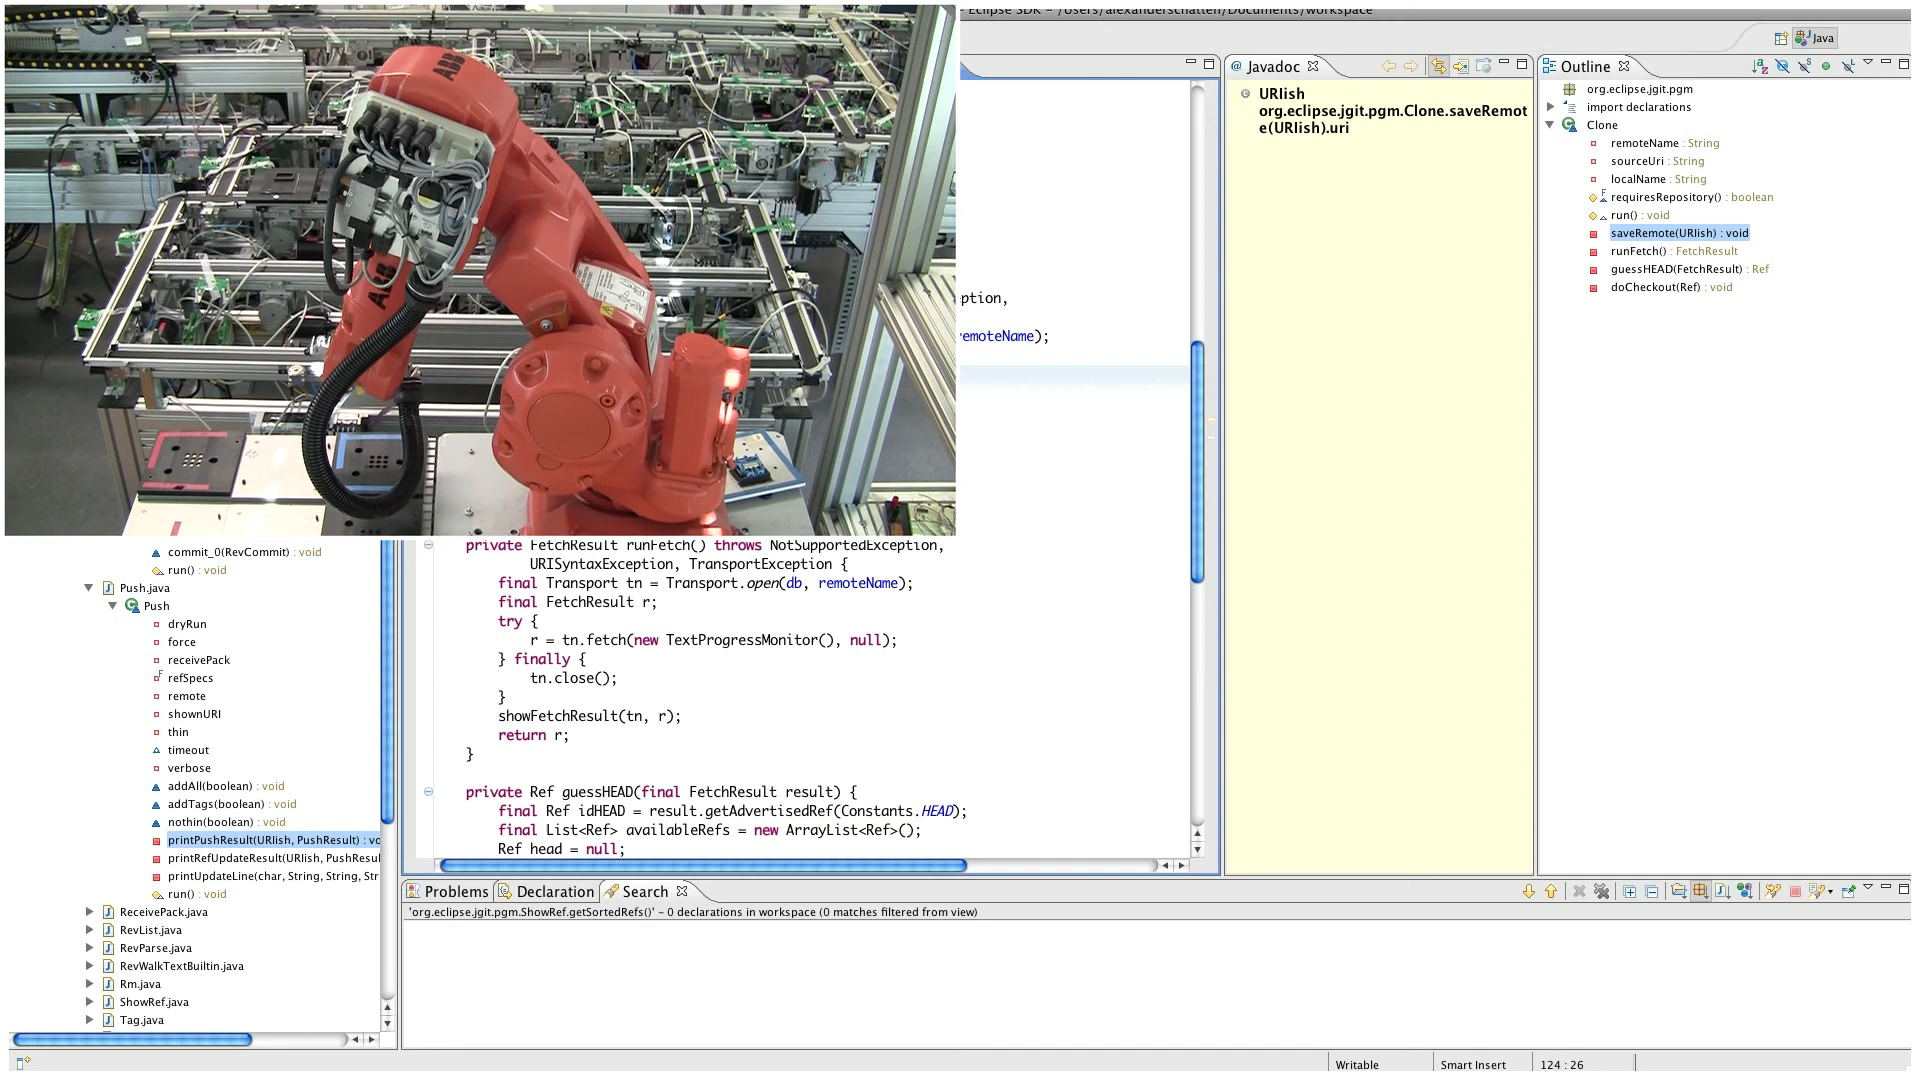 Eclipse SDK - /Users/alexanderschatten/Documents/workspace
Java
ABB
ABB
Javadoc
URIish
org.eclipse.jgit.pgm.Clone.saveRemot
e(URIish).uri
Outline
org.eclipse.jgit.pgm
import declarations
Clone
remoteName : String
sourceUri : String
localName : String
requiresRepository() : boolean
run() : void
saveRemote(URIish) : void
runFetch() : FetchResult
guessHEAD(FetchResult) : Ref
doCheckout(Ref) : void
ption,
remoteName);
private FetchResult runFetch() throws NotSupportedException,
URISyntaxException, TransportException {
final Transport tn = Transport.open(db, remoteName);
final FetchResult r;
try {
r = tn.fetch(new TextProgressMonitor(), null);
} finally {
tn.close();
}
showFetchResult(tn, r);
return r;
}
private Ref guessHEAD(final FetchResult result) {
final Ref idHEAD = result.getAdvertisedRef(Constants.HEAD);
final List<Ref> availableRefs = new ArrayList<Ref>();
Ref head = null;
commit_0(RevCommit) : void
run() : void
Push.java
Push
dryRun
force
receivePack
refSpecs
remote
shownURI
thin
timeout
verbose
addAll(boolean) : void
addTags(boolean) : void
nothin(boolean) : void
printPushResult(URIish, PushResult) : vo
printRefUpdateResult(URIish, PushResul
printUpdateLine(char, String, String, Str
run() : void
ReceivePack.java
RevList.java
RevParse.java
RevWalkTextBuiltin.java
Rm.java
ShowRef.java
Tag.java
Problems Declaration Search
'org.eclipse.jgit.pgm.ShowRef.getSortedRefs()' - 0 declarations in workspace (0 matches filtered from view)
Writable Smart Insert 124 : 26